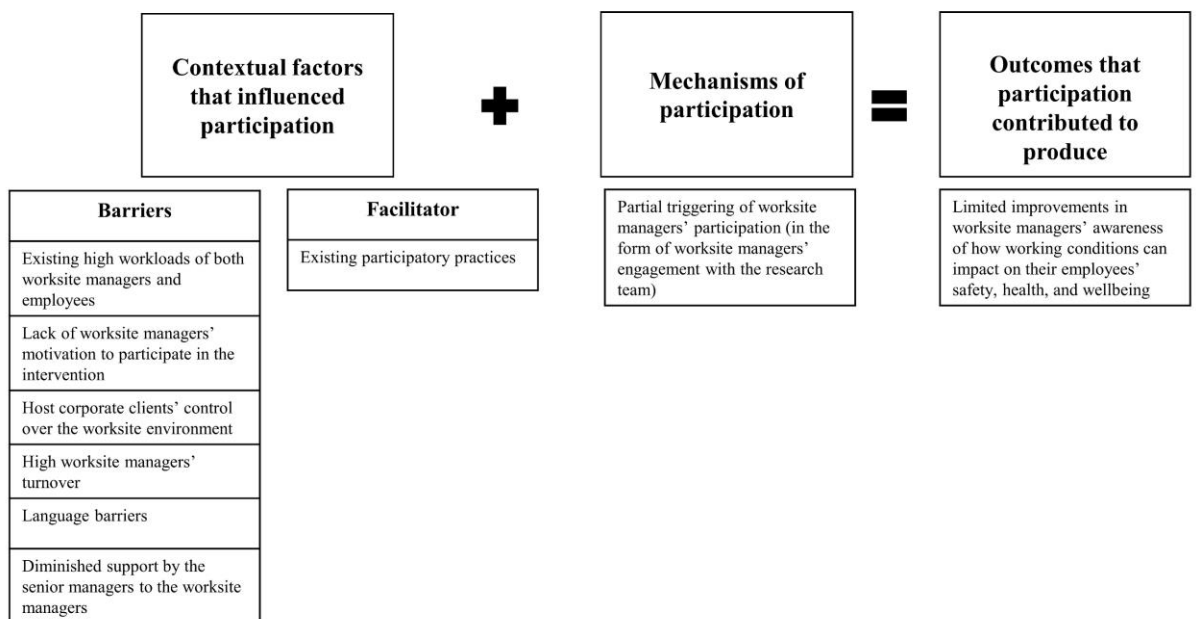 Contextual factors
that influenced
participation
Mechanisms of
participation
Outcomes that
participation
contributed to
produce
Barriers
Existing high workloads of both
worksite managers and
employees
Lack of worksite managers’
motivation to participate in the
intervention
Host corporate clients’ control
over the worksite environment
High worksite managers’
turnover
Language barriers
Diminished support by the
senior managers to the worksite
managers
Facilitator
Existing participatory practices
Partial triggering of worksite
managers’ participation (in the
form of worksite managers’
engagement with the research
team)
Limited improvements in
worksite managers’ awareness
of how working conditions can
impact on their employees’
safety, health, and wellbeing